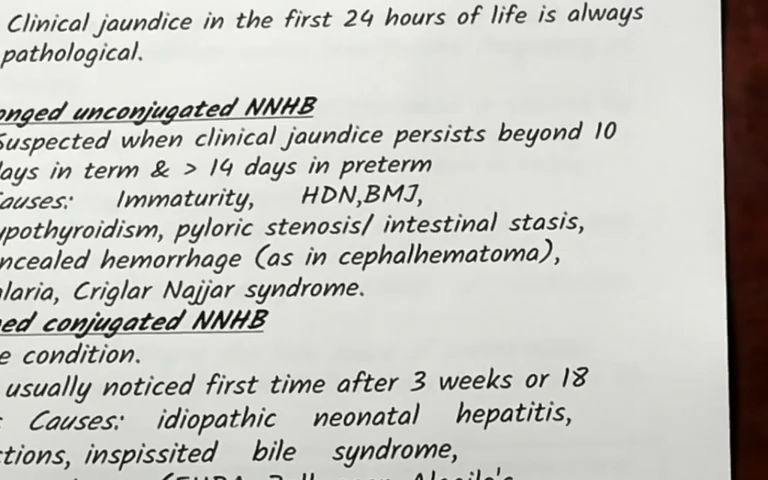 Clinical jaundice in the first 24 hours of life is always
pathological.
onged unconjugated NNHB
Suspected when clinical jaundice persists beyond 10
ays in term & > 14 days in preterm
auses: Immaturity, HDN,BMJ,
ypothyroidism, pyloric stenosis/ intestinal stasis,
ncealed hemorrhage (as in cephalhematoma),
laria, Criglar Najjar syndrome.
ed conjugated NNHB
e condition.
usually noticed first time after 3 weeks or 18
Causes: idiopathic neonatal hepatitis,
ctions, inspissited bile syndrome,